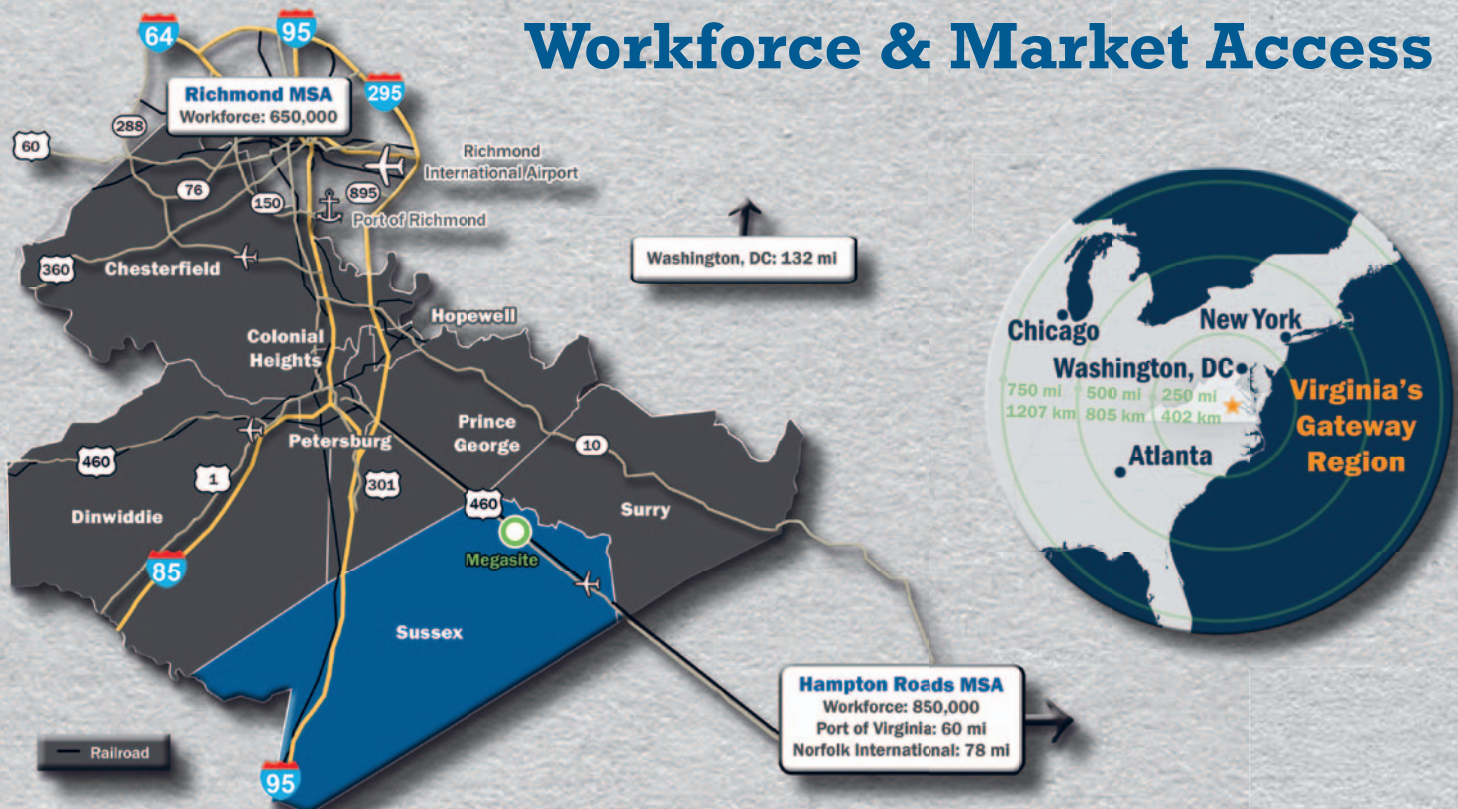 Workforce & Market Access
64
95
295
Richmond MSA
Workforce: 650,000
288
60
Richmond
International Airport
76
150
895
Port of Richmond
360
Chesterfield
Washington, DC: 132 mi
Hopewell
Colonial
Heights
Prince
George
Petersburg
10
460
1
301
460
Surry
Dinwiddie
Megasite
85
Sussex
Hampton Roads MSA
Workforce: 850,000
Port of Virginia: 60 mi
Norfolk International: 78 mi
Railroad
95
Chicago
New York
Washington, DC
750 mi
1207 km
500 mi
805 km
250 mi
402 km
Virginia's
Gateway
Region
Atlanta